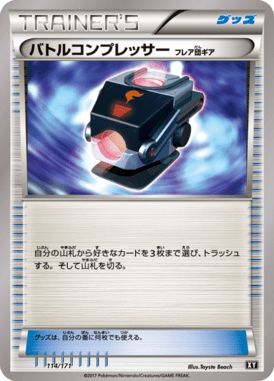 TRAINER'S グッズ
バトルコンプレッサー フレア団ギア
自分の山札から好きなカードを3枚まで選び、トラッシュ
する。そして山札を切る。
グッズは、自分の番に何枚でも使える。
114/171 Illus.Toyste Beach XY
©2017 Pokémon/Nintendo/Creatures/GAME FREAK.